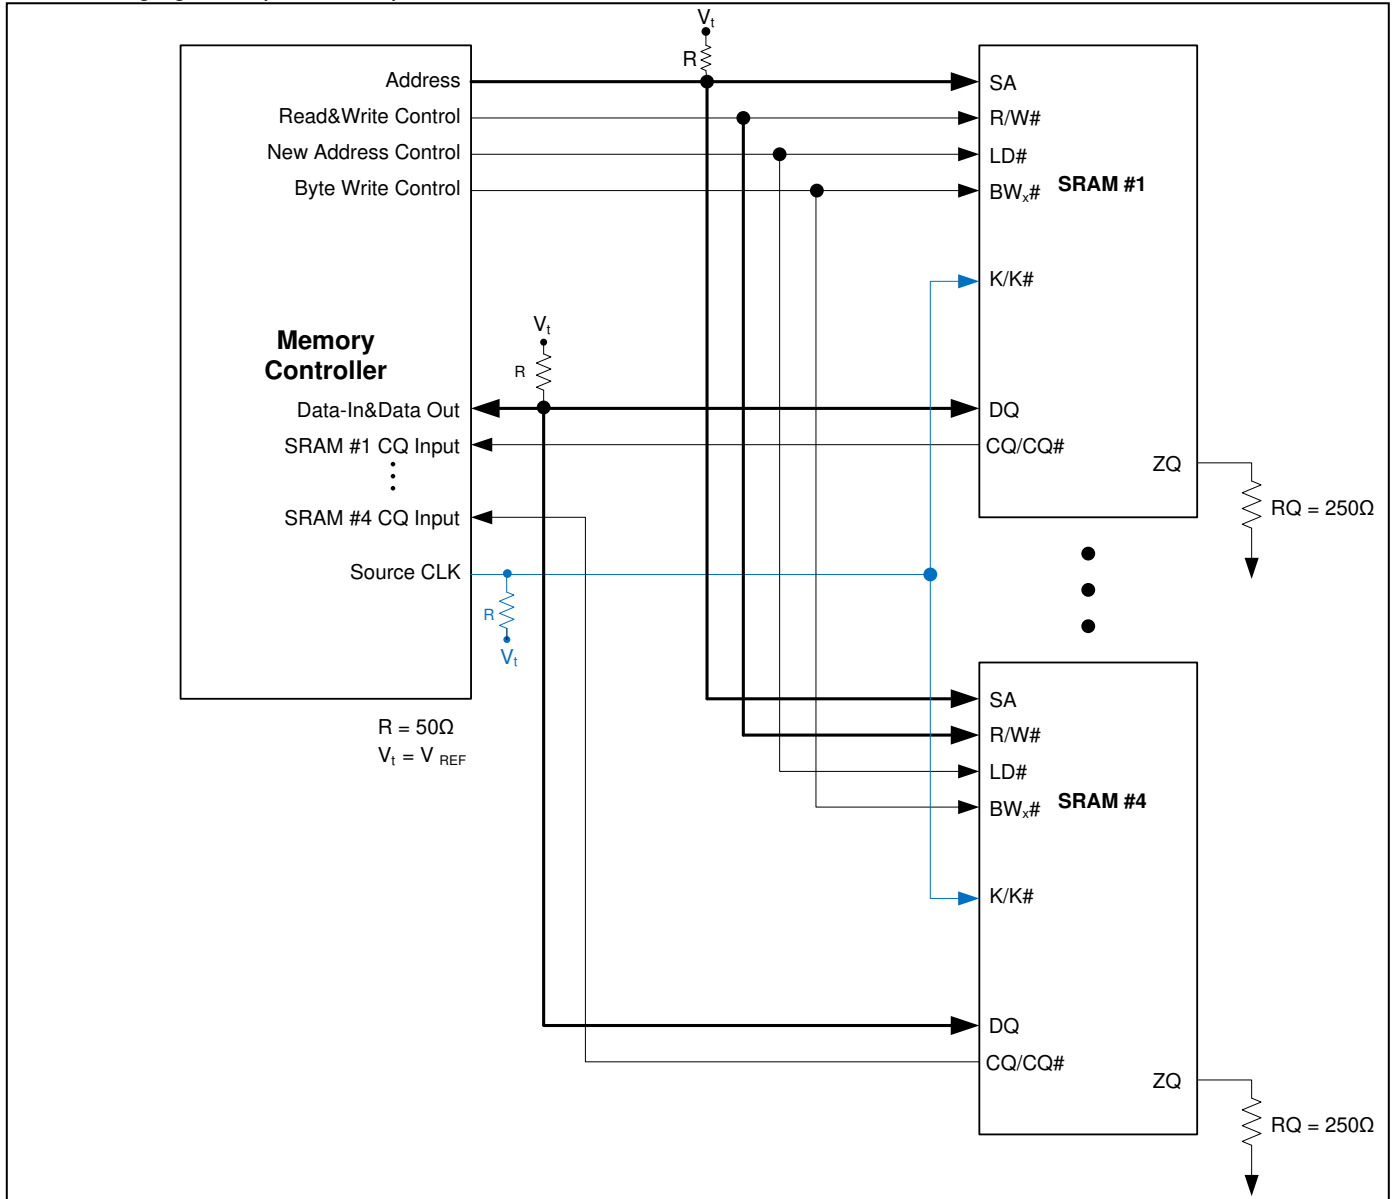 Vt
R
Address
Read&Write Control
New Address Control
Byte Write Control
SA
R/W#
LD#
BWx#
SRAM #1
K/K#
Vt
R
Memory
Controller
Data-In&Data Out
SRAM #1 CQ Input
SRAM #4 CQ Input
Source CLK
DQ
CQ/CQ#
ZQ
RQ = 250Ω
R
Vt
R = 50Ω
Vt = V REF
SA
R/W#
LD#
BWx#
SRAM #4
K/K#
DQ
CQ/CQ#
ZQ
RQ = 250Ω